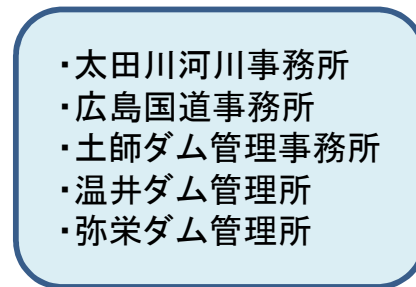 ・太田川河川事務所
・広島国道事務所
・土師ダム管理事務所
・温井ダム管理所
・弥栄ダム管理所